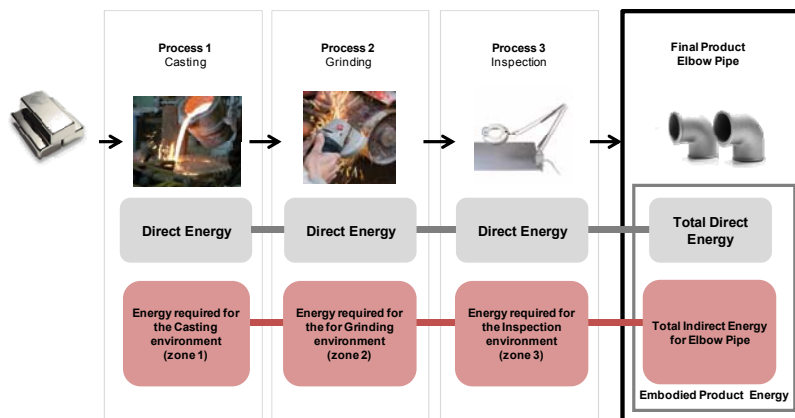 Process 1
Casting
Process 2
Grinding
Process 3
Inspection
Final Product
Elbow Pipe
Direct Energy
Direct Energy
Direct Energy
Total Direct
Energy
Energy required for
the Casting
environment
(zone 1)
Energy required for
the for Grinding
environment
(zone 2)
Energy required for
the Inspection
environment
(zone 3)
Total Indirect Energy
for Elbow Pipe
Embodied Product Energy